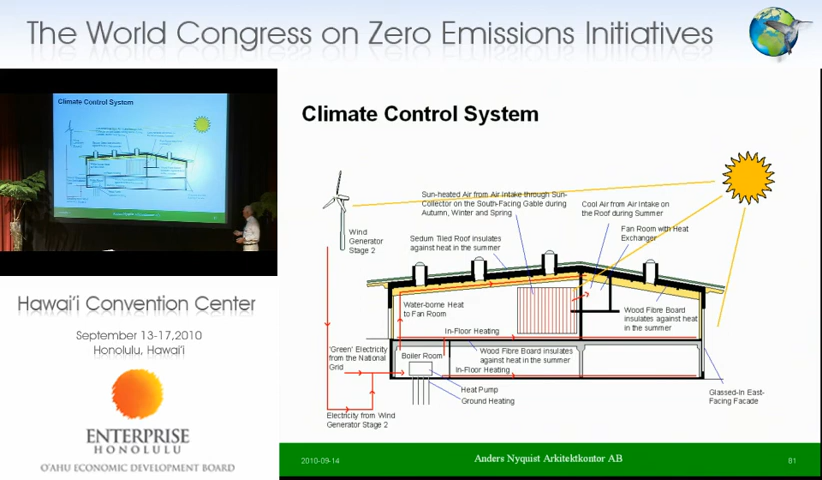 The World Congress on Zero Emissions Initiatives
Climate Control System
Climate Control System
Sun-heated Air from Air Intake through Sun-
Collector on the South-Facing Gable during
Autumn, Winter and Spring
Cool Air from Air Intake on
the Roof during Summer
Wind
Generator
Stage 2
Sedum Tiled Roof insulates
against heat in the summer
Fan Room with Heat
Exchanger
Water-borne Heat
to Fan Room
Wood Fibre Board
insulates against heat
in the summer
In-Floor Heating
'Green' Electricity
from the National
Grid
Boiler Room
Wood Fibre Board insulates
against heat in the summer
In-Floor Heating
Heat Pump
Ground Heating
Glassed-in East-
Facing Facade
Electricity from Wind
Generator Stage 2
2010-09-14
Anders Nyquist Arkitektkontor AB
81
Hawai'i Convention Center
September 13-17,2010
Honolulu, Hawai'i
ENTERPRISE
HONOLULU
O'AHU ECONOMIC DEVELOPMENT BOARD